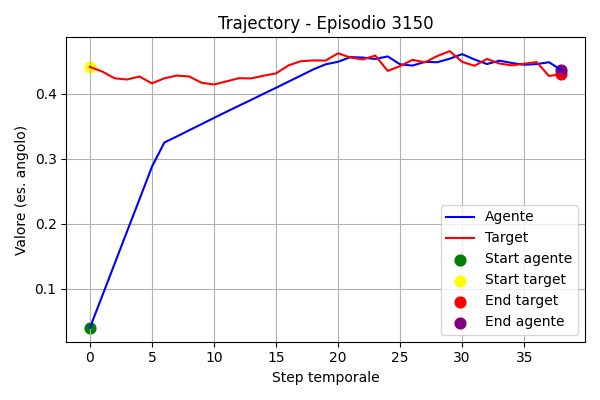 Trajectory - Episodio 3150
Valore (es. angolo)
0.4
0.3
0.2
0.1
0
5
10
15
20
25
30
35
Step temporale
Agente
Target
Start agente
Start target
End target
End agente